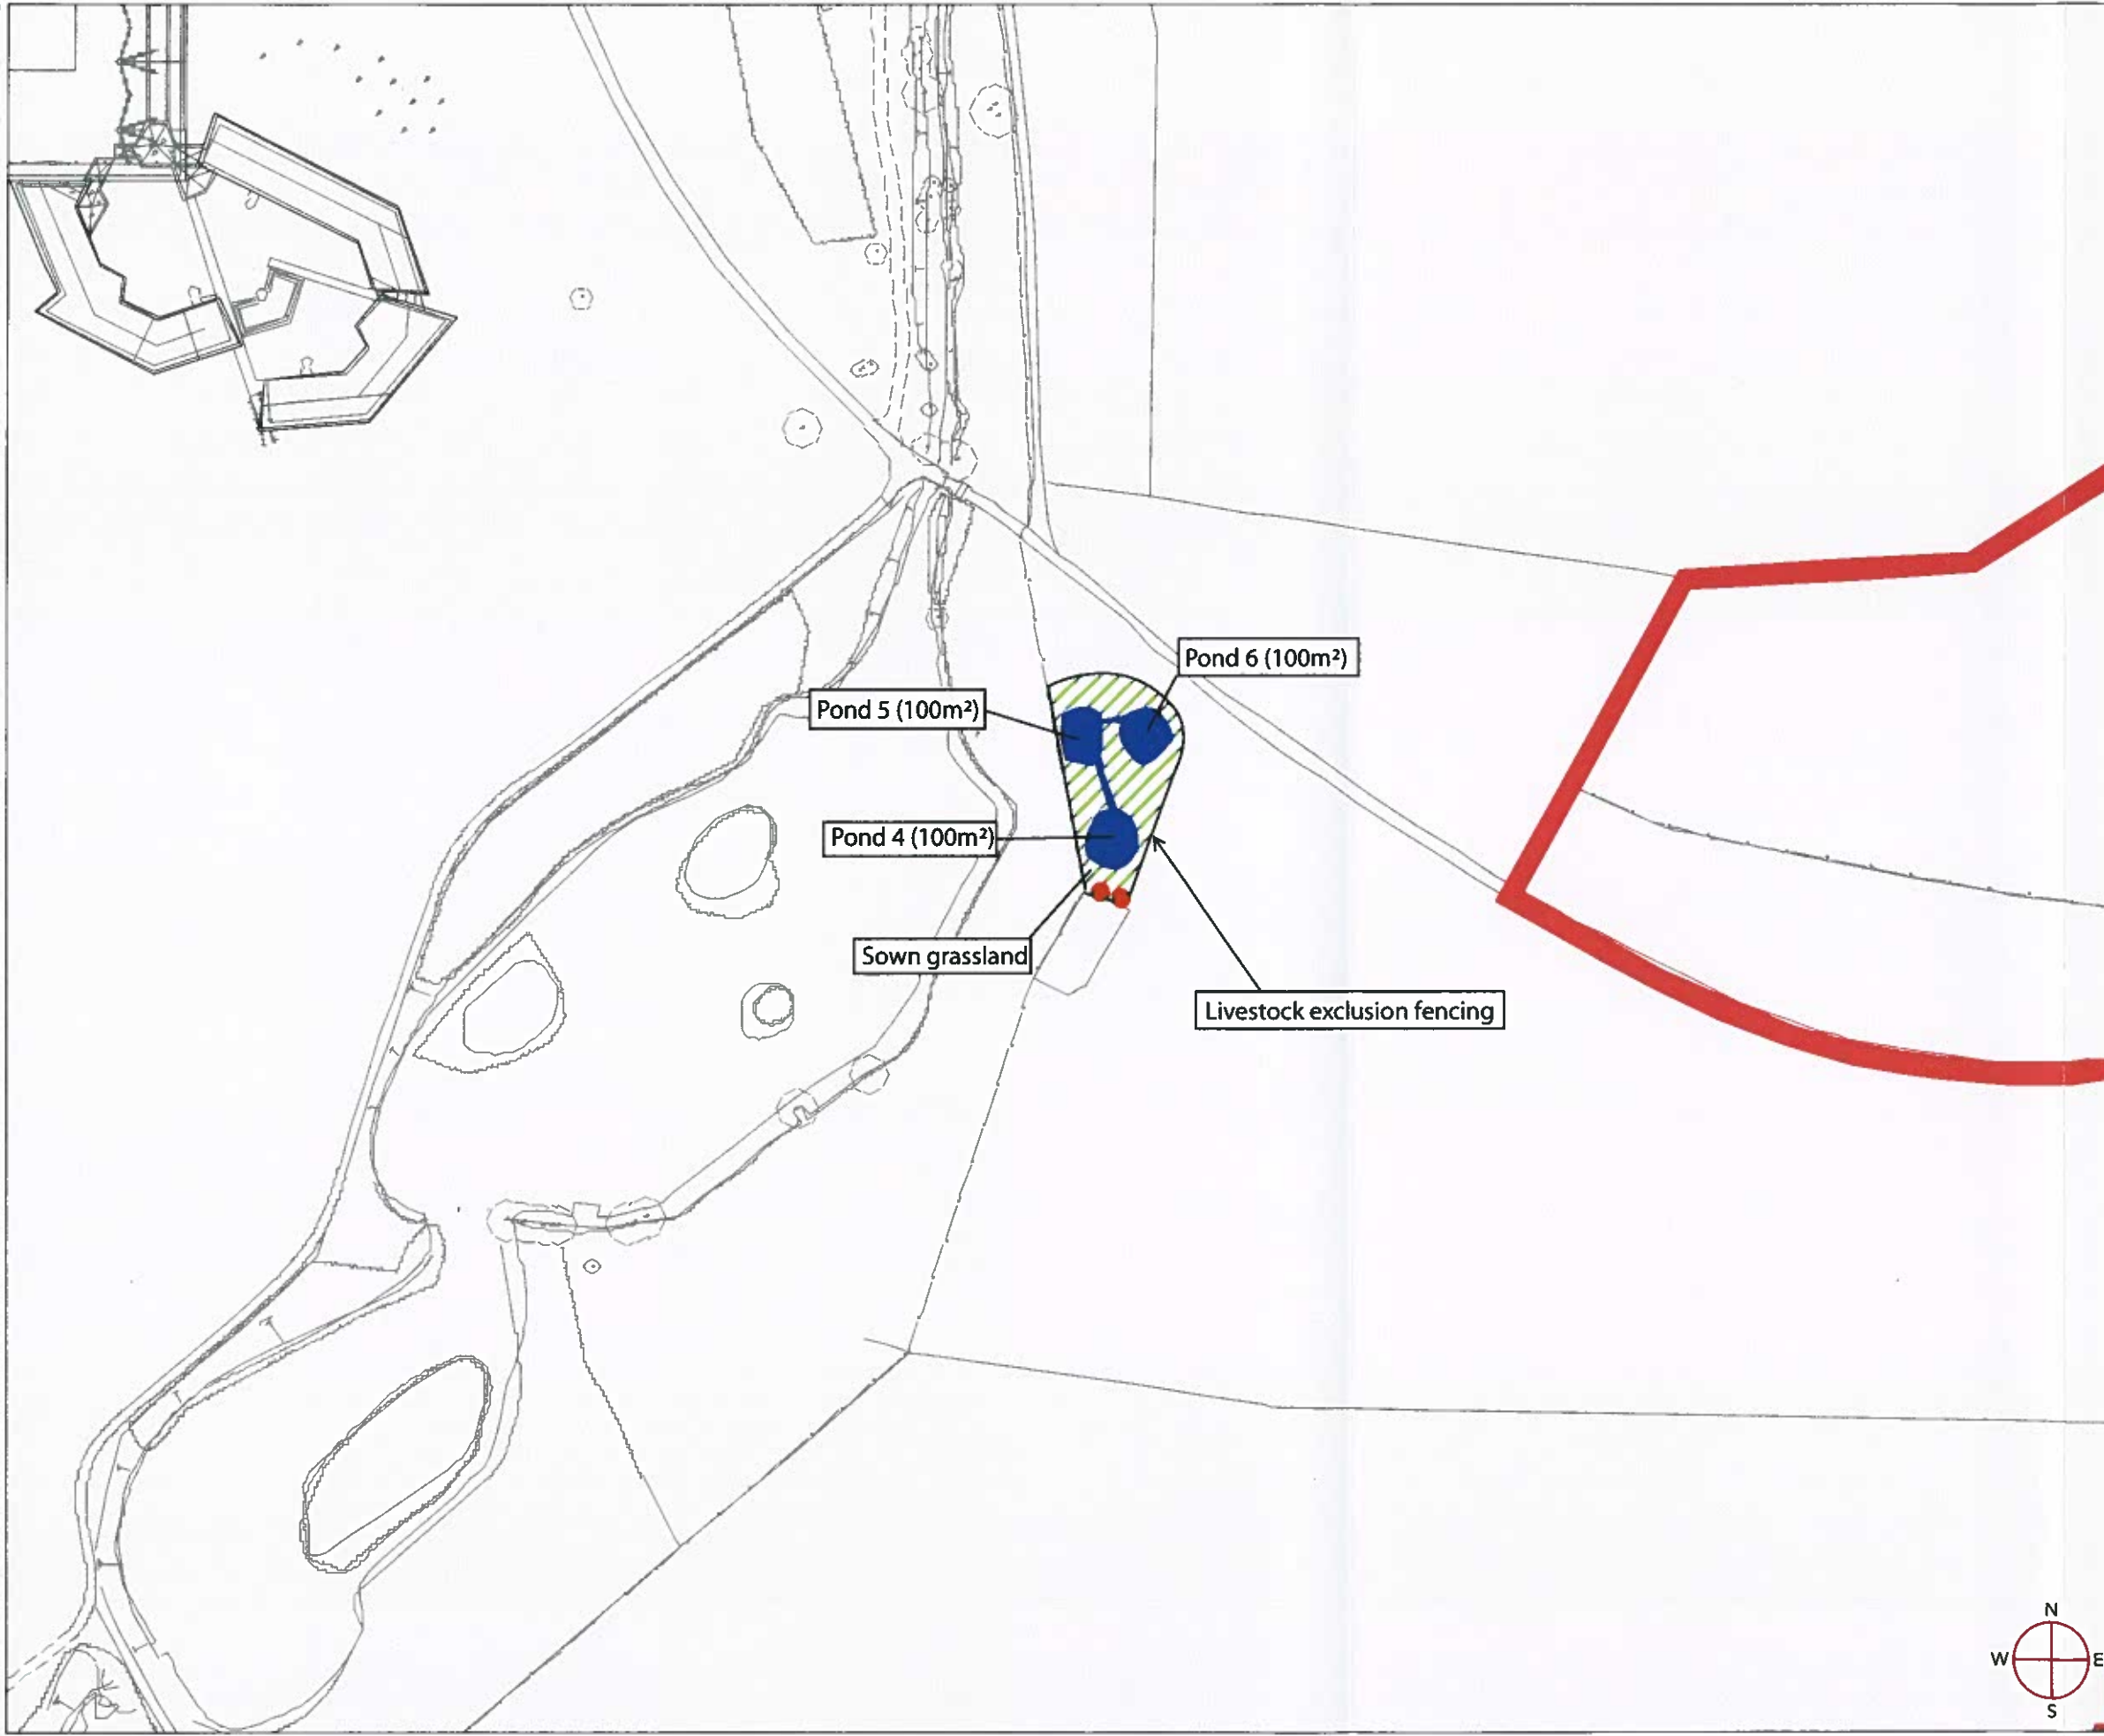 Pond 6 (100m²)
Pond 5 (100m²)
Pond 4 (100m²)
Sown grassland
Livestock exclusion fencing
N
W
E
S